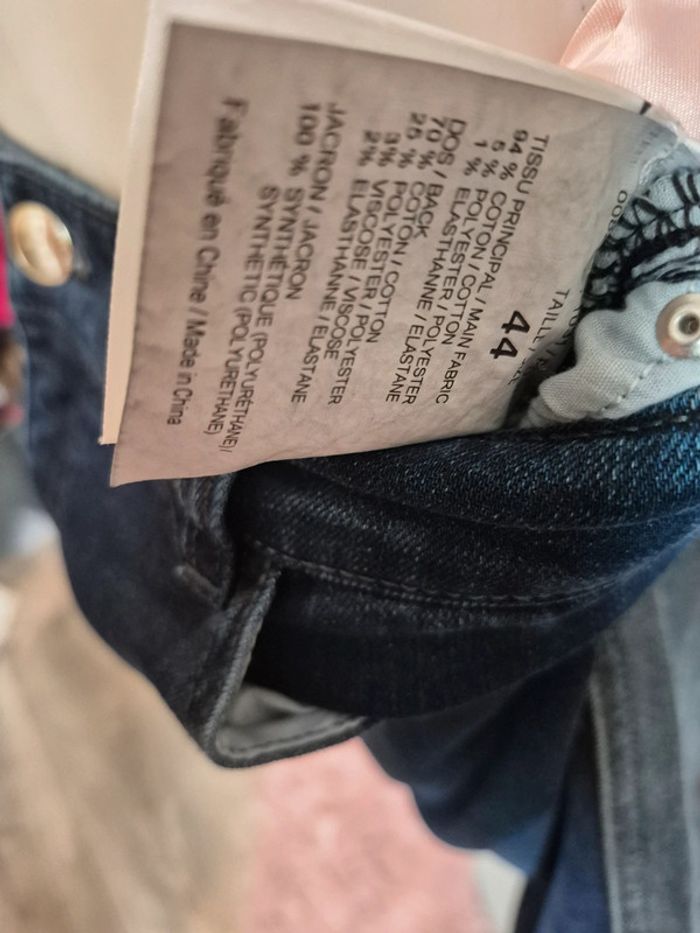 TAILLE /
44
TISSU PRINCIPAL / MAIN FABRIC
94 % COTON / COTTON
5 % POLYESTER / POLYESTER
1 % ELASTHANNE / ELASTANE
DOS / BACK
70 % COTON / COTTON
25 % POLYESTER / POLYESTER
3% VISCOSE / VISCOSE
2% ELASTHANNE / ELASTANE
JACRON / JACRON
100 % SYNTHÉTIQUE (POLYURÉTHANE)/
SYNTHETIC (POLYURETHANE)
Fabriqué en Chine / Made in China